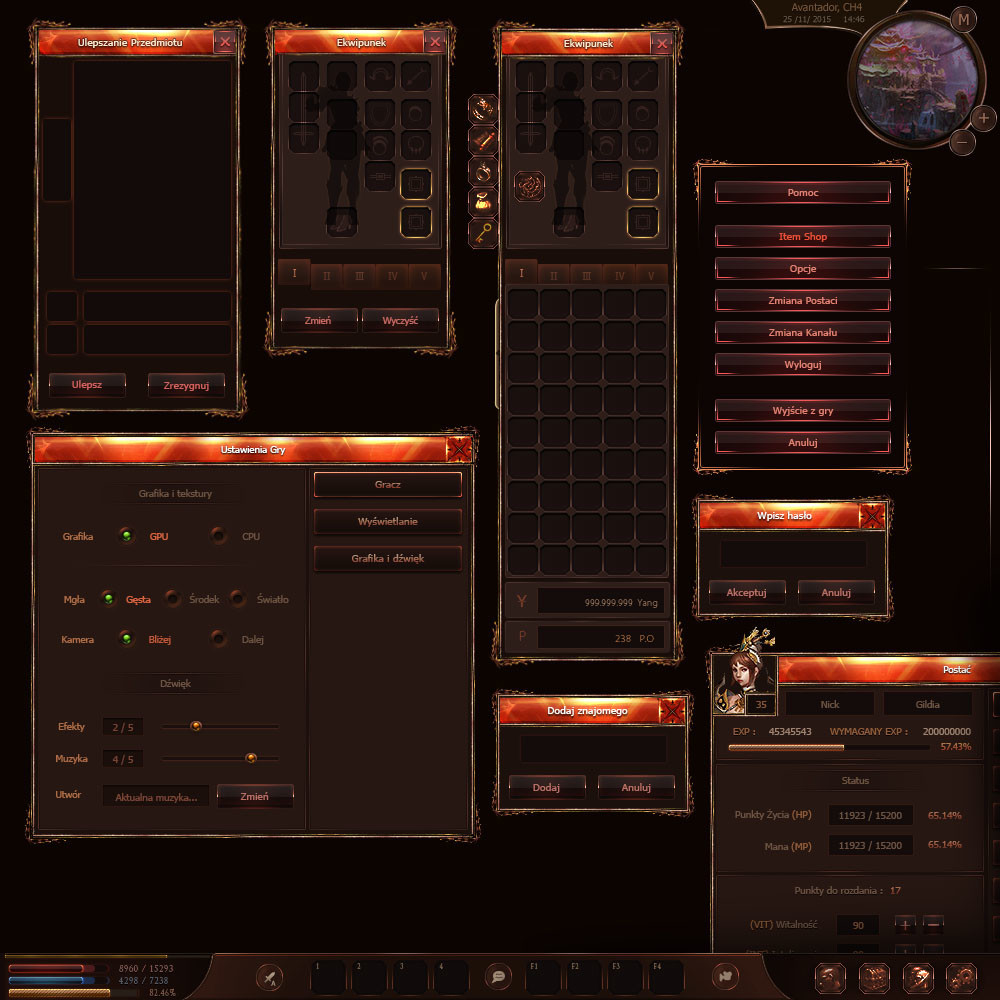 Avantador, CH4
25 /11/ 2015 14:46
M
Ulepszanie Przedmiotu
Ulepsz
Zrezygnuj
Ekwipunek
I II III IV V
Zmień
Wyczyść
Ekwipunek
I II III IV V
Y 999.999.999 Yang
P 238 P.O
Pomoc
Item Shop
Opcje
Zmiana Postaci
Zmiana Kanału
Wyloguj
Wyjście z gry
Anuluj
Ustawienia Gry
Grafika i tekstury
Grafika GPU CPU
Mgła Gęsta Środek Światło
Kamera Bliżej Dalej
Dźwięk
Efekty 2 / 5
Muzyka 4 / 5
Utwór Aktualna muzyka... Zmień
Gracz
Wyświetlanie
Grafika i dźwięk
Wpisz hasło
Akceptuj
Anuluj
Dodaj znajomego
Dodaj
Anuluj
Postać
35
Nick
Gildia
EXP : 45345543 WYMAGANY EXP : 200000000
57.43%
Status
Punkty Życia (HP) 11923 / 15200 65.14%
Mana (MP) 11923 / 15200 65.14%
Punkty do rozdania : 17
(VIT) Witalność 90
8960 / 15293
4298 / 7238
82.46%
1 2 3 4
F1 F2 F3 F4